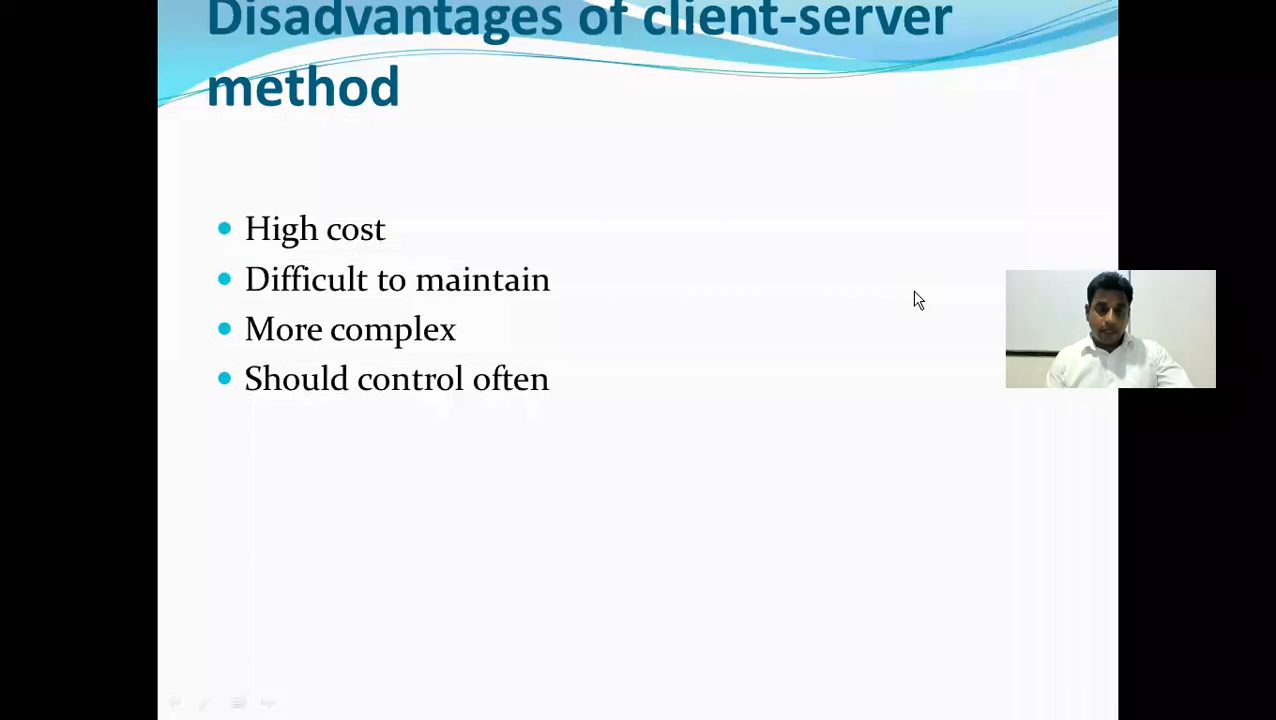 Disadvantages of client-server
method
High cost
Difficult to maintain
More complex
Should control often